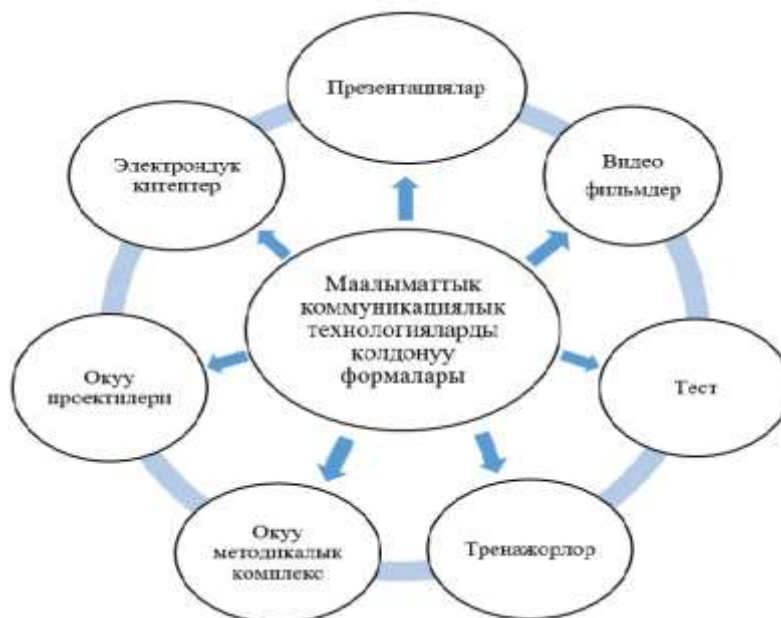 Презентациялар
Видео
фильмдер
Электрондук
китептер
Маалыматтык
коммуникациялык
технологияларды
колдонуу
формалары
Окуу
проектилери
Тест
Окуу
методикалык
комплекс
Тренажорлор